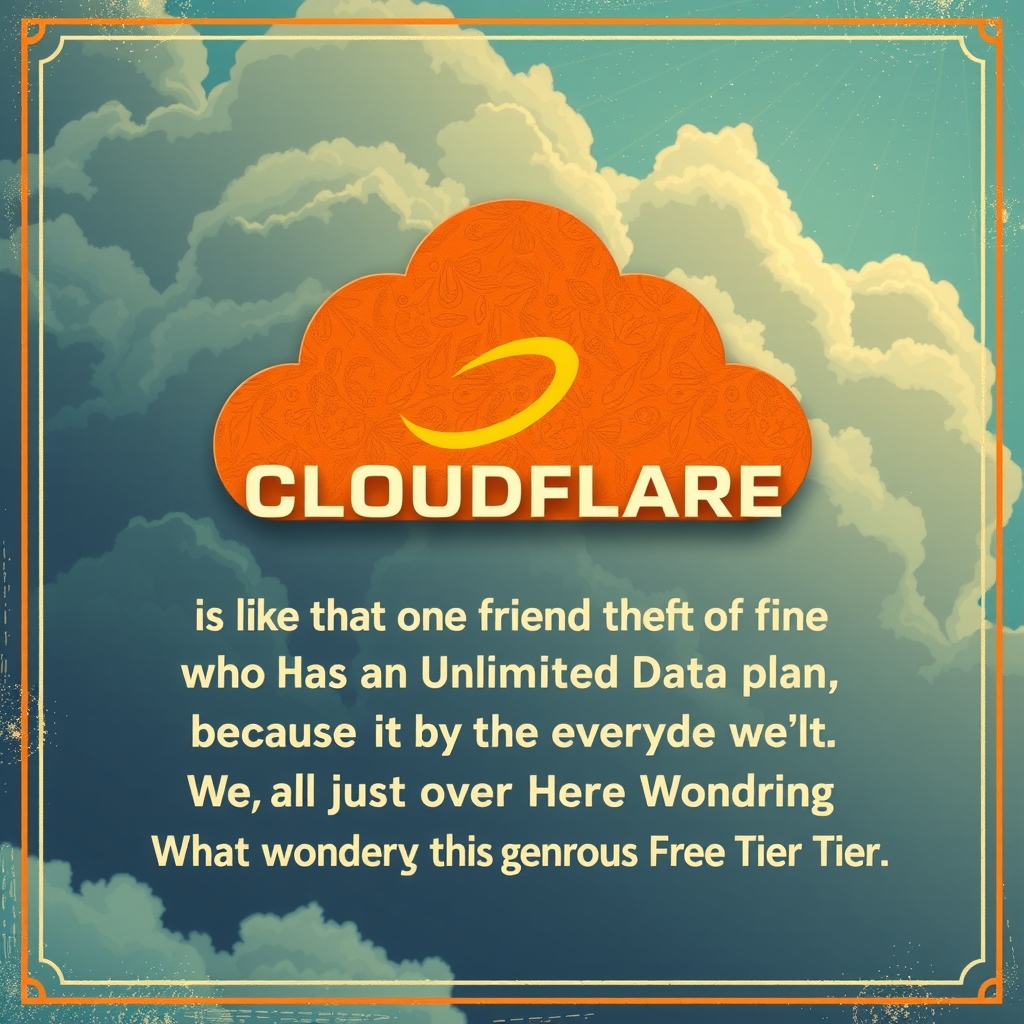 CLOUDFLARE
is like that one friend theft of fine
who Has an Unlimited Data plan,
because it by the everyde we'lt.
We, all just over Here Wondring
What wondery this genrous Free Tier Tier.